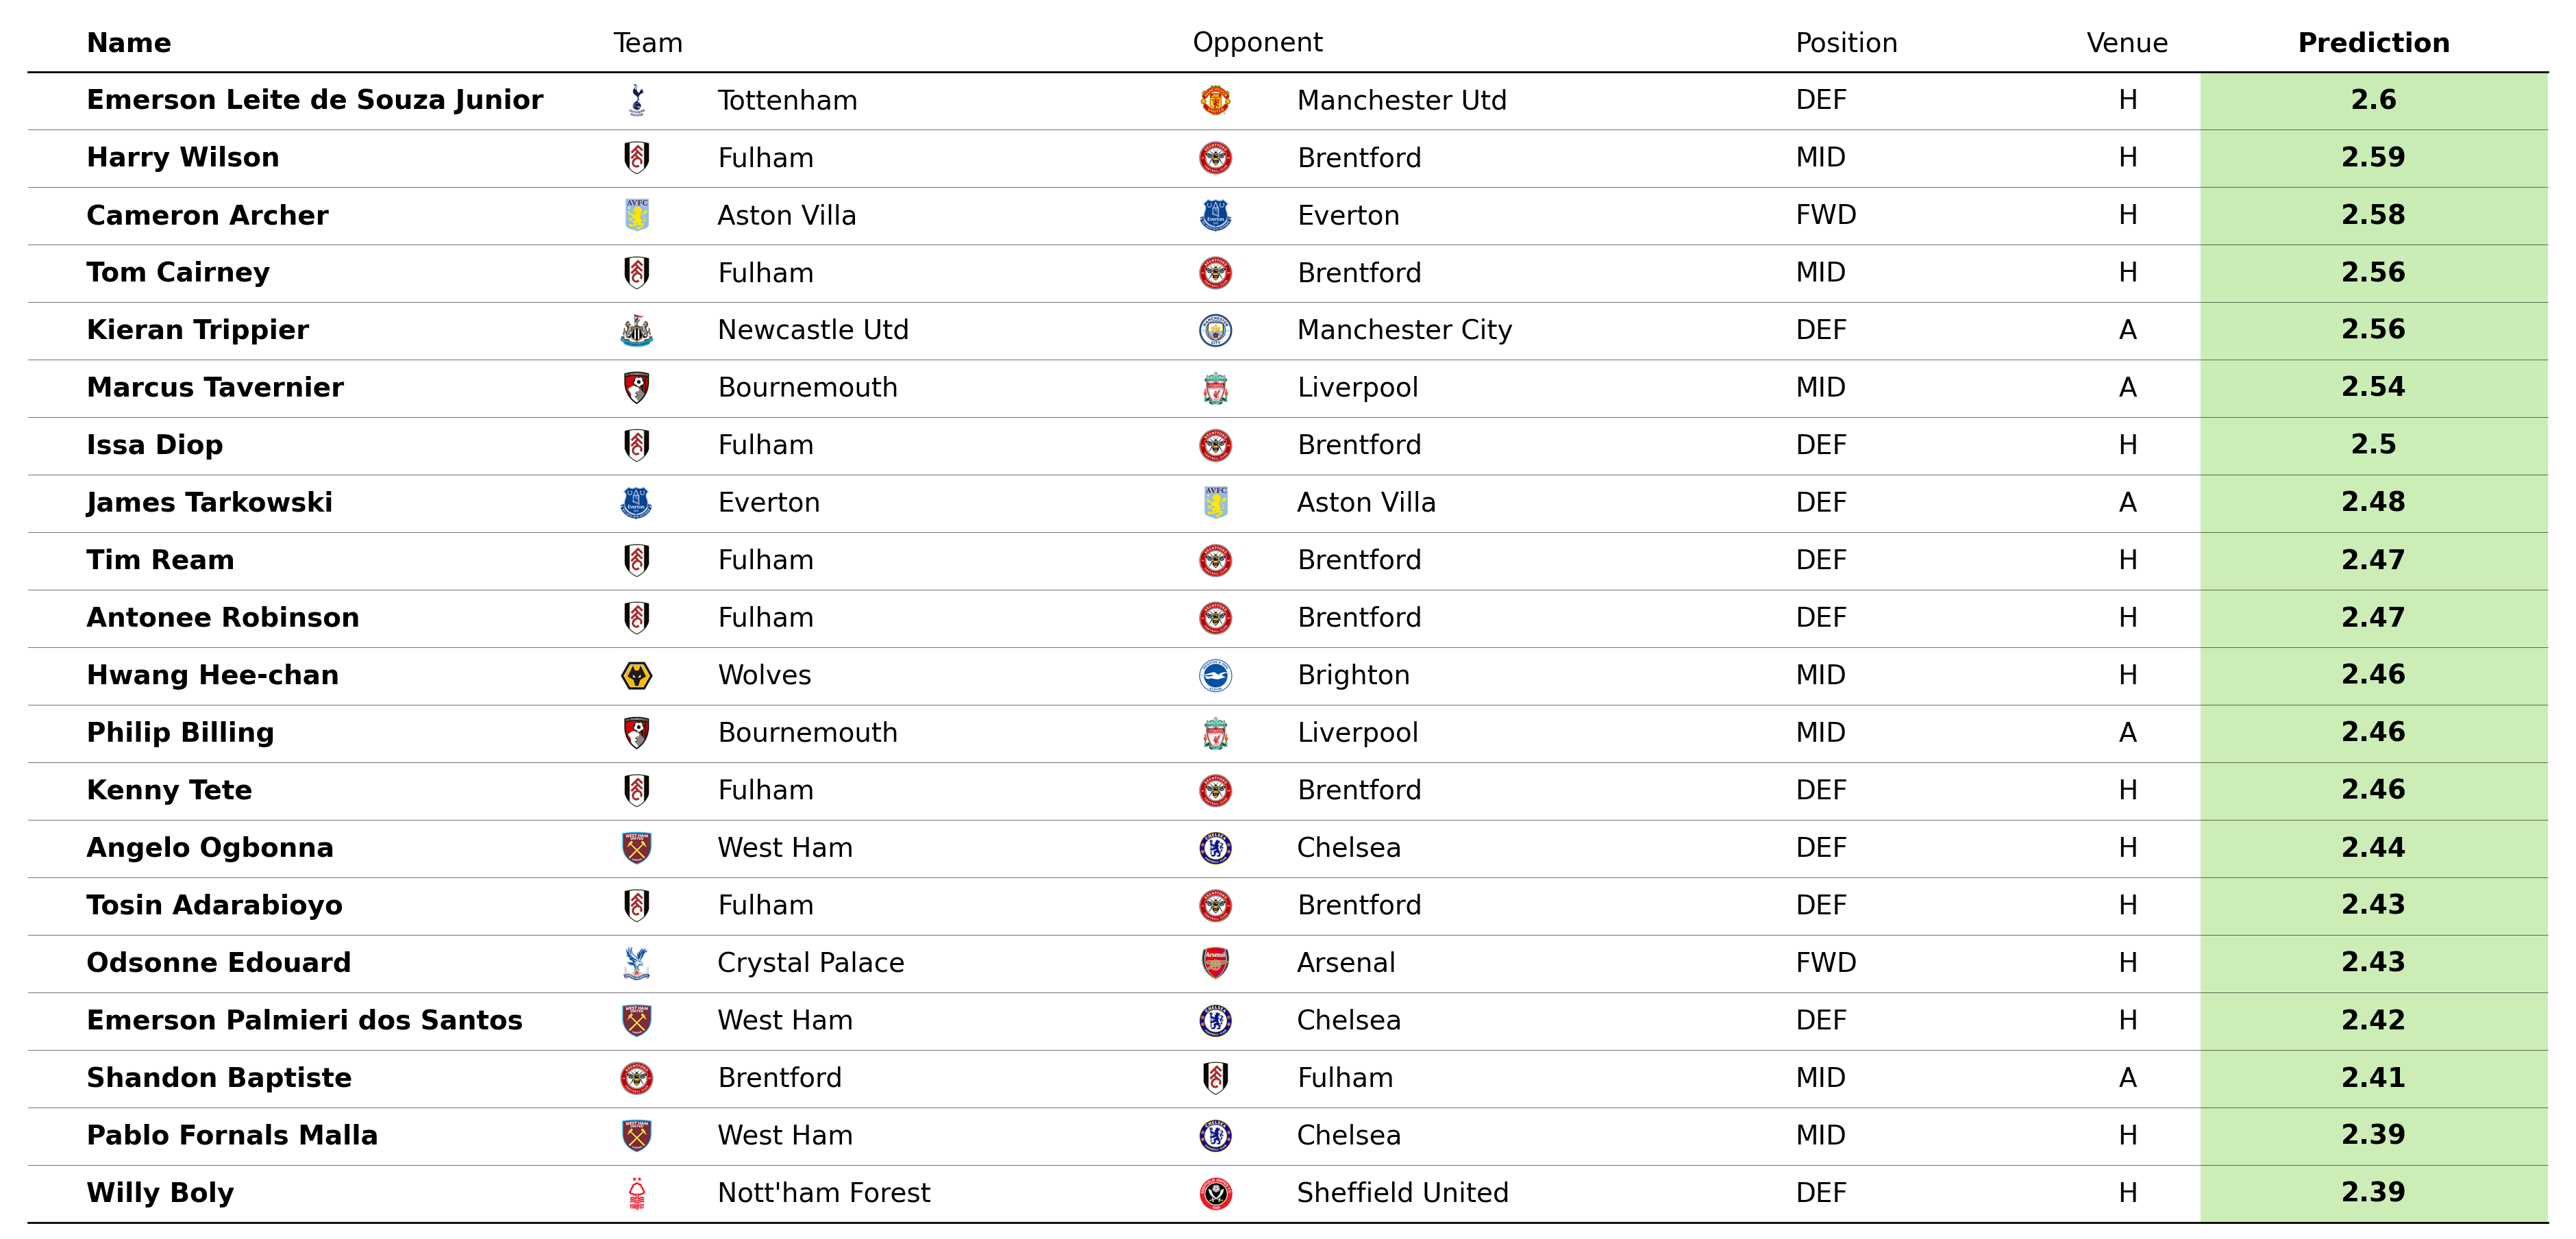 Name Team Opponent Position Venue Prediction
Emerson Leite de Souza Junior Tottenham Manchester Utd DEF H 2.6
Harry Wilson Fulham Brentford MID H 2.59
Cameron Archer Aston Villa Everton FWD H 2.58
Tom Cairney Fulham Brentford MID H 2.56
Kieran Trippier Newcastle Utd Manchester City DEF A 2.56
Marcus Tavernier Bournemouth Liverpool MID A 2.54
Issa Diop Fulham Brentford DEF H 2.5
James Tarkowski Everton Aston Villa DEF A 2.48
Tim Ream Fulham Brentford DEF H 2.47
Antonee Robinson Fulham Brentford DEF H 2.47
Hwang Hee-chan Wolves Brighton MID H 2.46
Philip Billing Bournemouth Liverpool MID A 2.46
Kenny Tete Fulham Brentford DEF H 2.46
Angelo Ogbonna West Ham Chelsea DEF H 2.44
Tosin Adarabioyo Fulham Brentford DEF H 2.43
Odsonne Edouard Crystal Palace Arsenal FWD H 2.43
Emerson Palmieri dos Santos West Ham Chelsea DEF H 2.42
Shandon Baptiste Brentford Fulham MID A 2.41
Pablo Fornals Malla West Ham Chelsea MID H 2.39
Willy Boly Nott'ham Forest Sheffield United DEF H 2.39